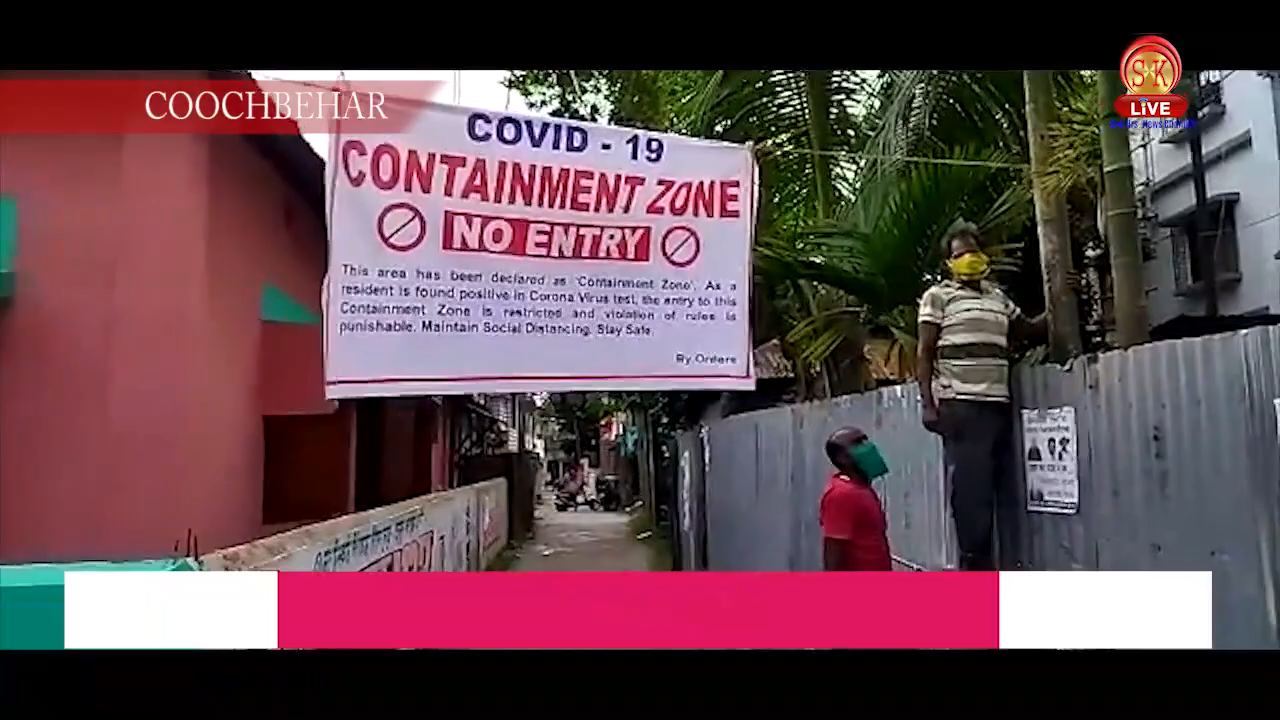 COOCHBEHAR
SK
LIVE
COVID - 19
CONTAINMENT ZONE
NO ENTRY
This area has been declared as 'Containment Zone'. As a
resident is found positive in Corona Virus test, the entry to this
Containment Zone is restricted and violation of rules is
punishable. Maintain Social Distancing. Stay Safe.
By Orders